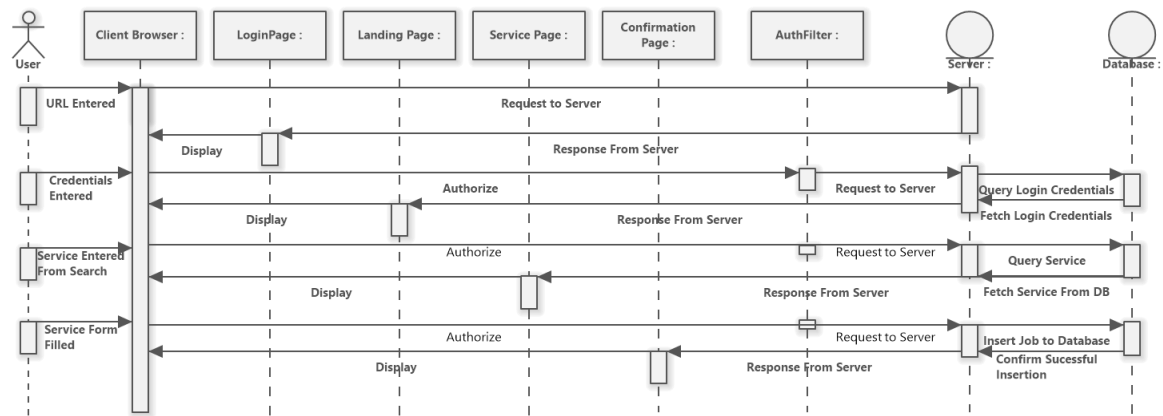 Client Browser :
LoginPage :
Landing Page :
Service Page :
Confirmation
Page :
AuthFilter :
User
Server :
Database :
URL Entered
Request to Server
Display
Response From Server
Credentials
Entered
Authorize
Request to Server
Query Login Credentials
Display
Response From Server
Fetch Login Credentials
Service Entered
From Search
Authorize
Request to Server
Query Service
Display
Response From Server
Fetch Service From DB
Service Form
Filled
Authorize
Request to Server
Insert Job to Database
Display
Response From Server
Confirm Sucessful
Insertion